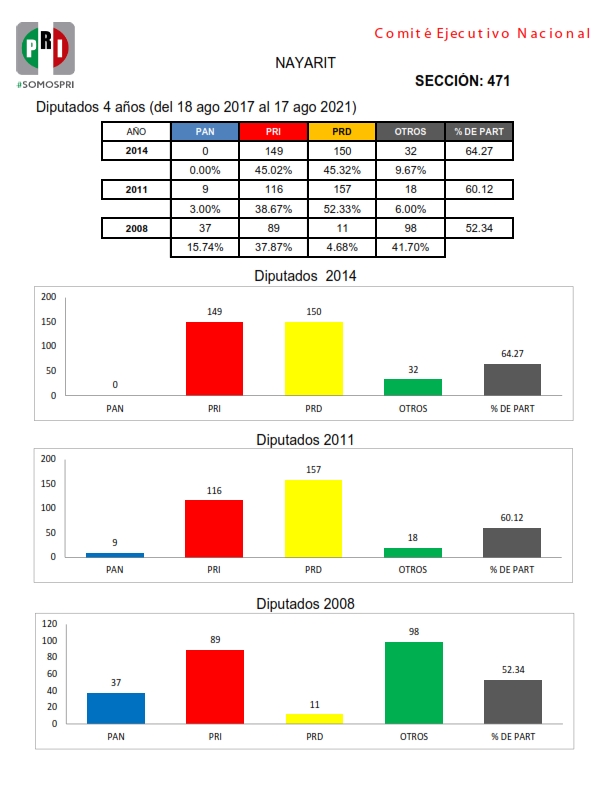 Comité Ejecutivo Nacional
PRI
#SOMOSPRI
NAYARIT
SECCIÓN: 471
Diputados 4 años (del 18 ago 2017 al 17 ago 2021)
AÑO PAN PRI PRD OTROS % DE PART
2014 0 149 150 32 64.27
0.00% 45.02% 45.32% 9.67%
2011 9 116 157 18 60.12
3.00% 38.67% 52.33% 6.00%
2008 37 89 11 98 52.34
15.74% 37.87% 4.68% 41.70%
Diputados 2014
200
150
100
50
0
0 149 150 32 64.27
PAN PRI PRD OTROS % DE PART
Diputados 2011
200
150
100
50
0
9 116 157 18 60.12
PAN PRI PRD OTROS % DE PART
Diputados 2008
120
100
80
60
40
20
0
37 89 11 98 52.34
PAN PRI PRD OTROS % DE PART